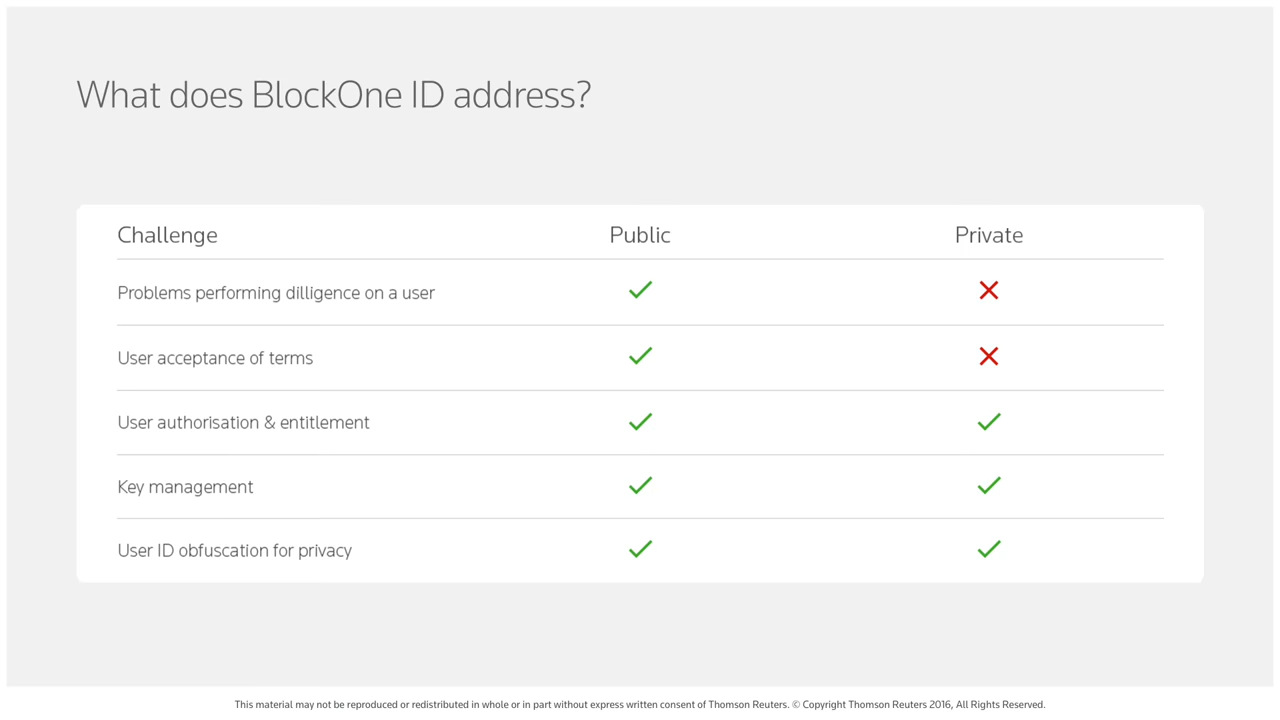 What does BlockOne ID address?
Challenge Public Private
Problems performing dilligence on a user
User acceptance of terms
User authorisation & entitlement
Key management
User ID obfuscation for privacy
This material may not be reproduced or redistributed in whole or in part without express written consent of Thomson Reuters. © Copyright Thomson Reuters 2016, All Rights Reserved.